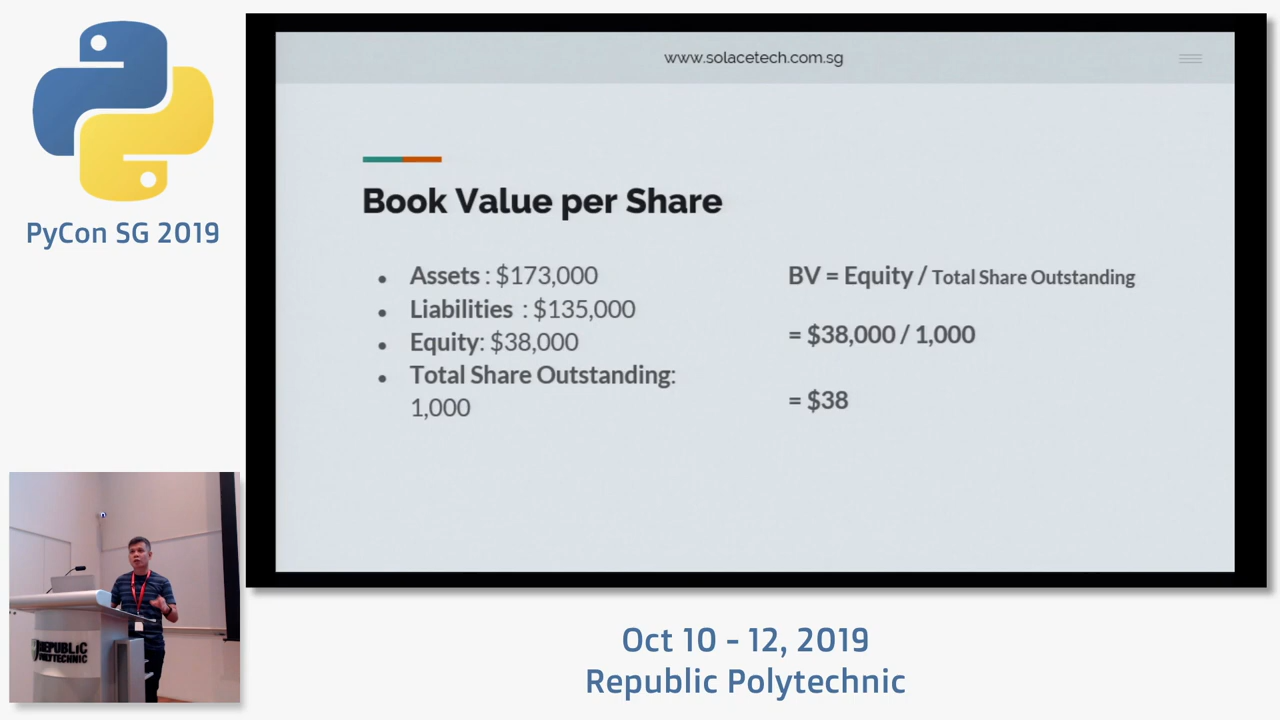 www.solacetech.com.sg
PyCon SG 2019
Book Value per Share
• Assets : $173,000
• Liabilities : $135,000
• Equity: $38,000
• Total Share Outstanding:
1,000
BV = Equity / Total Share Outstanding
= $38,000 / 1,000
= $38
REPUBLIC
POLYTECHNIC
Oct 10 - 12, 2019
Republic Polytechnic